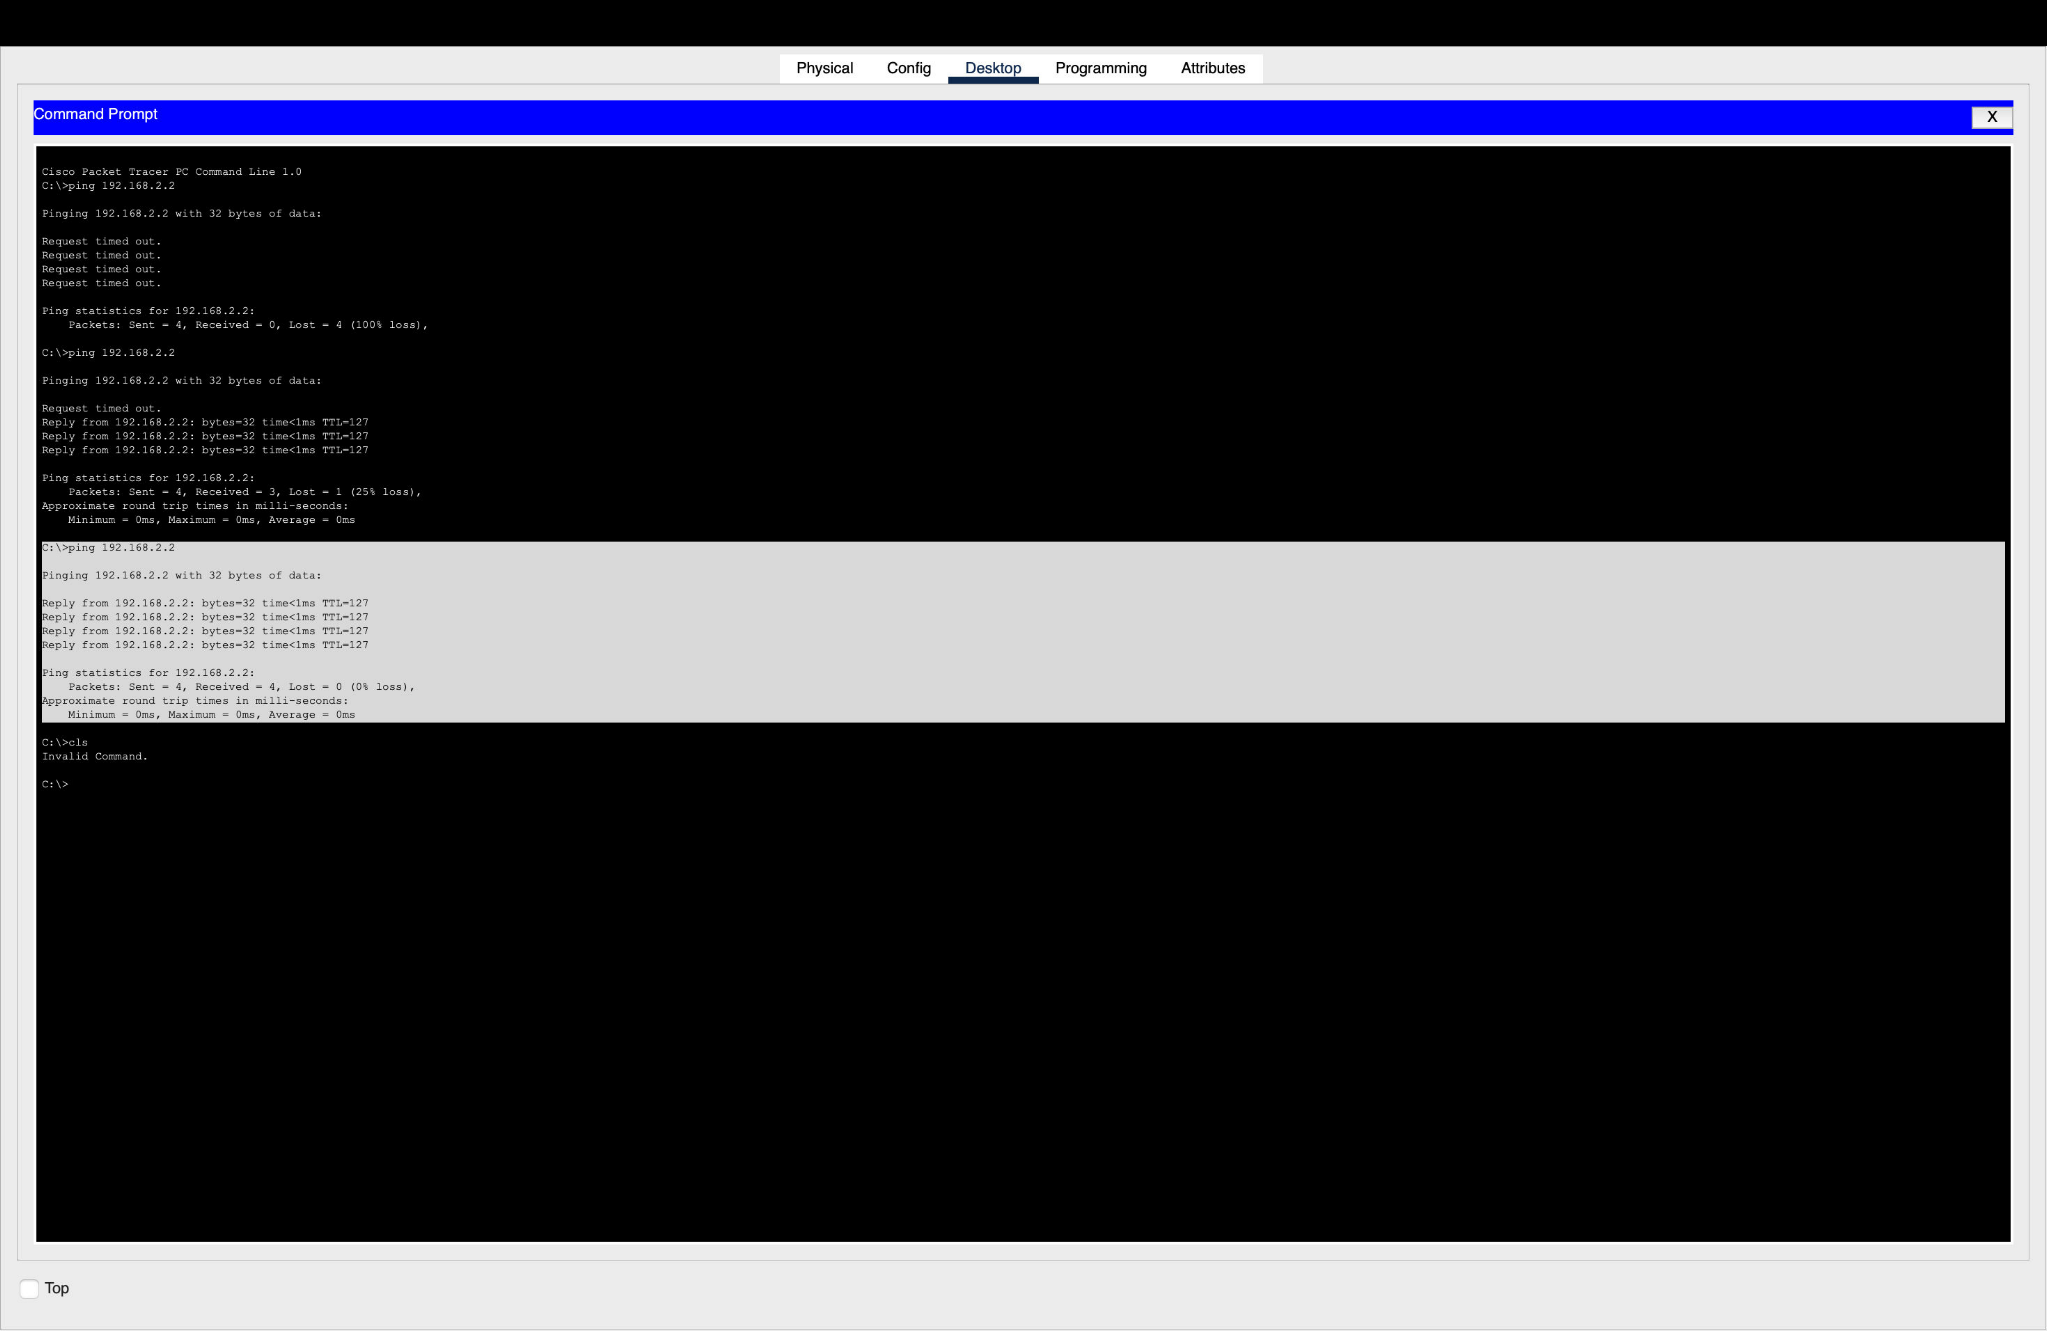 Physical Config Desktop Programming Attributes
Command Prompt X
Cisco Packet Tracer PC Command Line 1.0
C:\>ping 192.168.2.2
Pinging 192.168.2.2 with 32 bytes of data:
Request timed out.
Request timed out.
Request timed out.
Request timed out.
Ping statistics for 192.168.2.2:
    Packets: Sent = 4, Received = 0, Lost = 4 (100% loss),
C:\>ping 192.168.2.2
Pinging 192.168.2.2 with 32 bytes of data:
Request timed out.
Reply from 192.168.2.2: bytes=32 time<1ms TTL=127
Reply from 192.168.2.2: bytes=32 time<1ms TTL=127
Reply from 192.168.2.2: bytes=32 time<1ms TTL=127
Ping statistics for 192.168.2.2:
    Packets: Sent = 4, Received = 3, Lost = 1 (25% loss),
Approximate round trip times in milli-seconds:
    Minimum = 0ms, Maximum = 0ms, Average = 0ms
C:\>ping 192.168.2.2
Pinging 192.168.2.2 with 32 bytes of data:
Reply from 192.168.2.2: bytes=32 time<1ms TTL=127
Reply from 192.168.2.2: bytes=32 time<1ms TTL=127
Reply from 192.168.2.2: bytes=32 time<1ms TTL=127
Reply from 192.168.2.2: bytes=32 time<1ms TTL=127
Ping statistics for 192.168.2.2:
    Packets: Sent = 4, Received = 4, Lost = 0 (0% loss),
Approximate round trip times in milli-seconds:
    Minimum = 0ms, Maximum = 0ms, Average = 0ms
C:\>cls
Invalid Command.
C:\>
Top